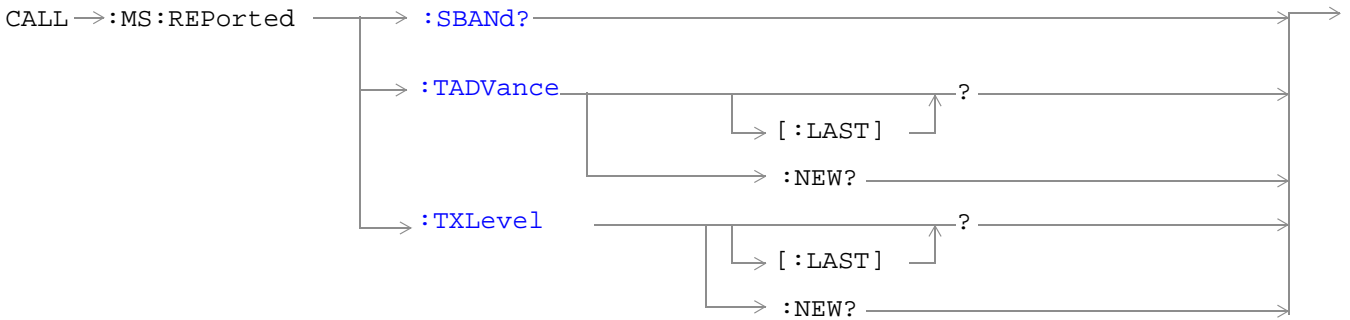 CALL :MS:REPorted :SBANd?
:TADVance ?
[:LAST]
:NEW?
:TXLevel ?
[:LAST]
:NEW?